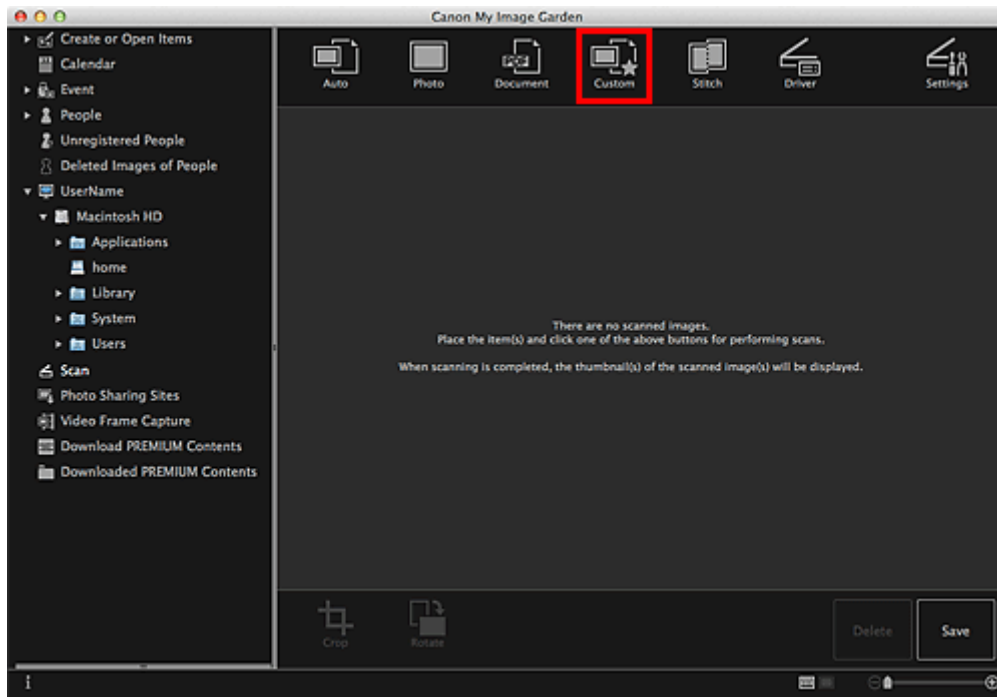 Canon My Image Garden
Create or Open Items
Calendar
Event
People
Unregistered People
Deleted Images of People
UserName
Macintosh HD
Applications
home
Library
System
Users
Scan
Photo Sharing Sites
Video Frame Capture
Download PREMIUM Contents
Downloaded PREMIUM Contents
Auto
Photo
PDF
Document
Custom
Stitch
Driver
Settings
There are no scanned images.
Place the item(s) and click one of the above buttons for performing scans.
When scanning is completed, the thumbnail(s) of the scanned image(s) will be displayed.
Crop
Rotate
Delete
Save
i